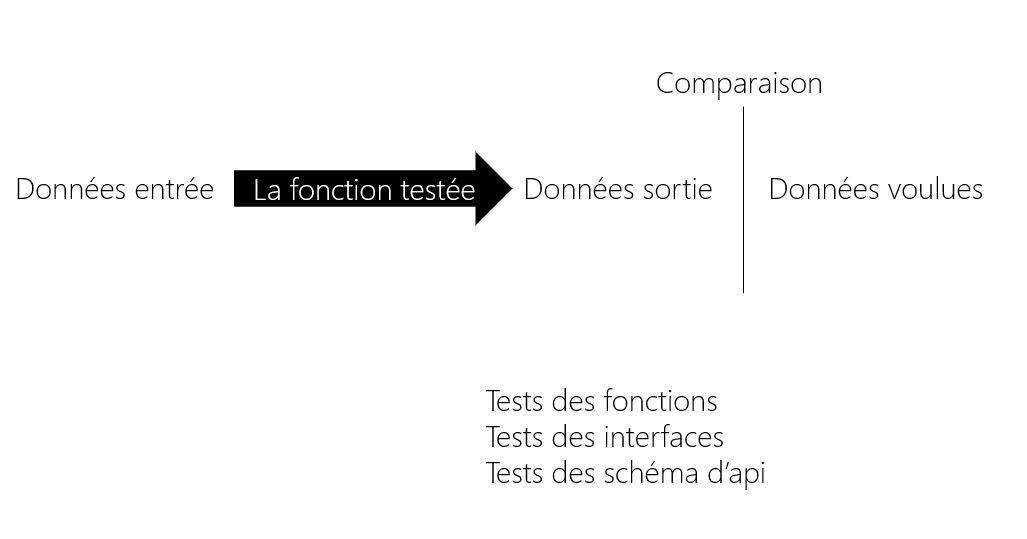 Comparaison
Données entrée La fonction testée Données sortie Données voulues
Tests des fonctions
Tests des interfaces
Tests des schéma d'api